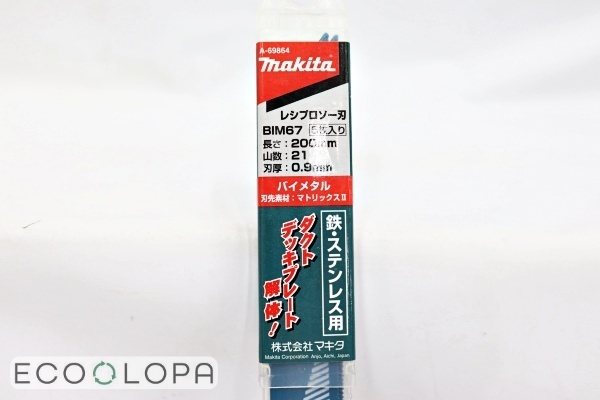 A-69864
makita
レシプロソー刃
BIM67 5枚入り
長さ:200mm
山数:21
刃厚:0.9mm
バイメタル
刃先素材:マトリックスⅡ
鉄・ステンレス用
ダクト
デッキプレート
解体!
株式会社マキタ
Makita Corporation Anjo, Aichi, Japan
ECOOLOPA